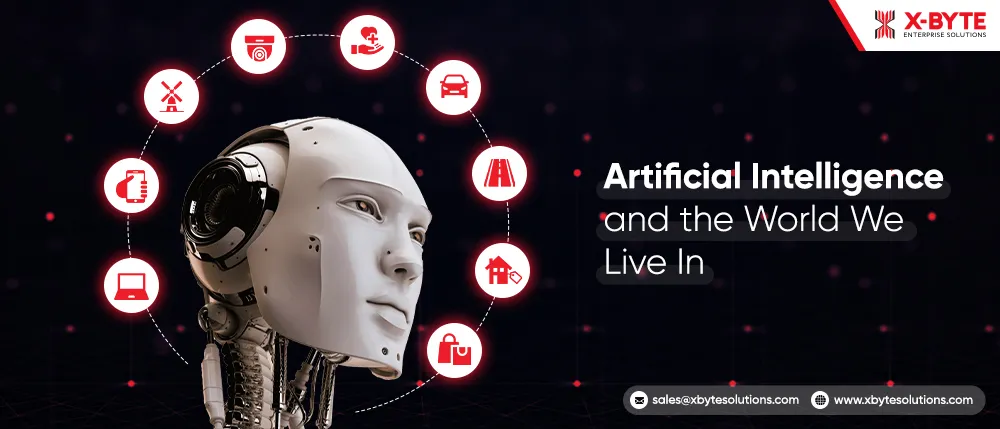 X-BYTE
ENTERPRISE SOLUTIONS
Artificial Intelligence
and the World We
Live In
sales@xbytesolutions.com
www.xbytesolutions.com